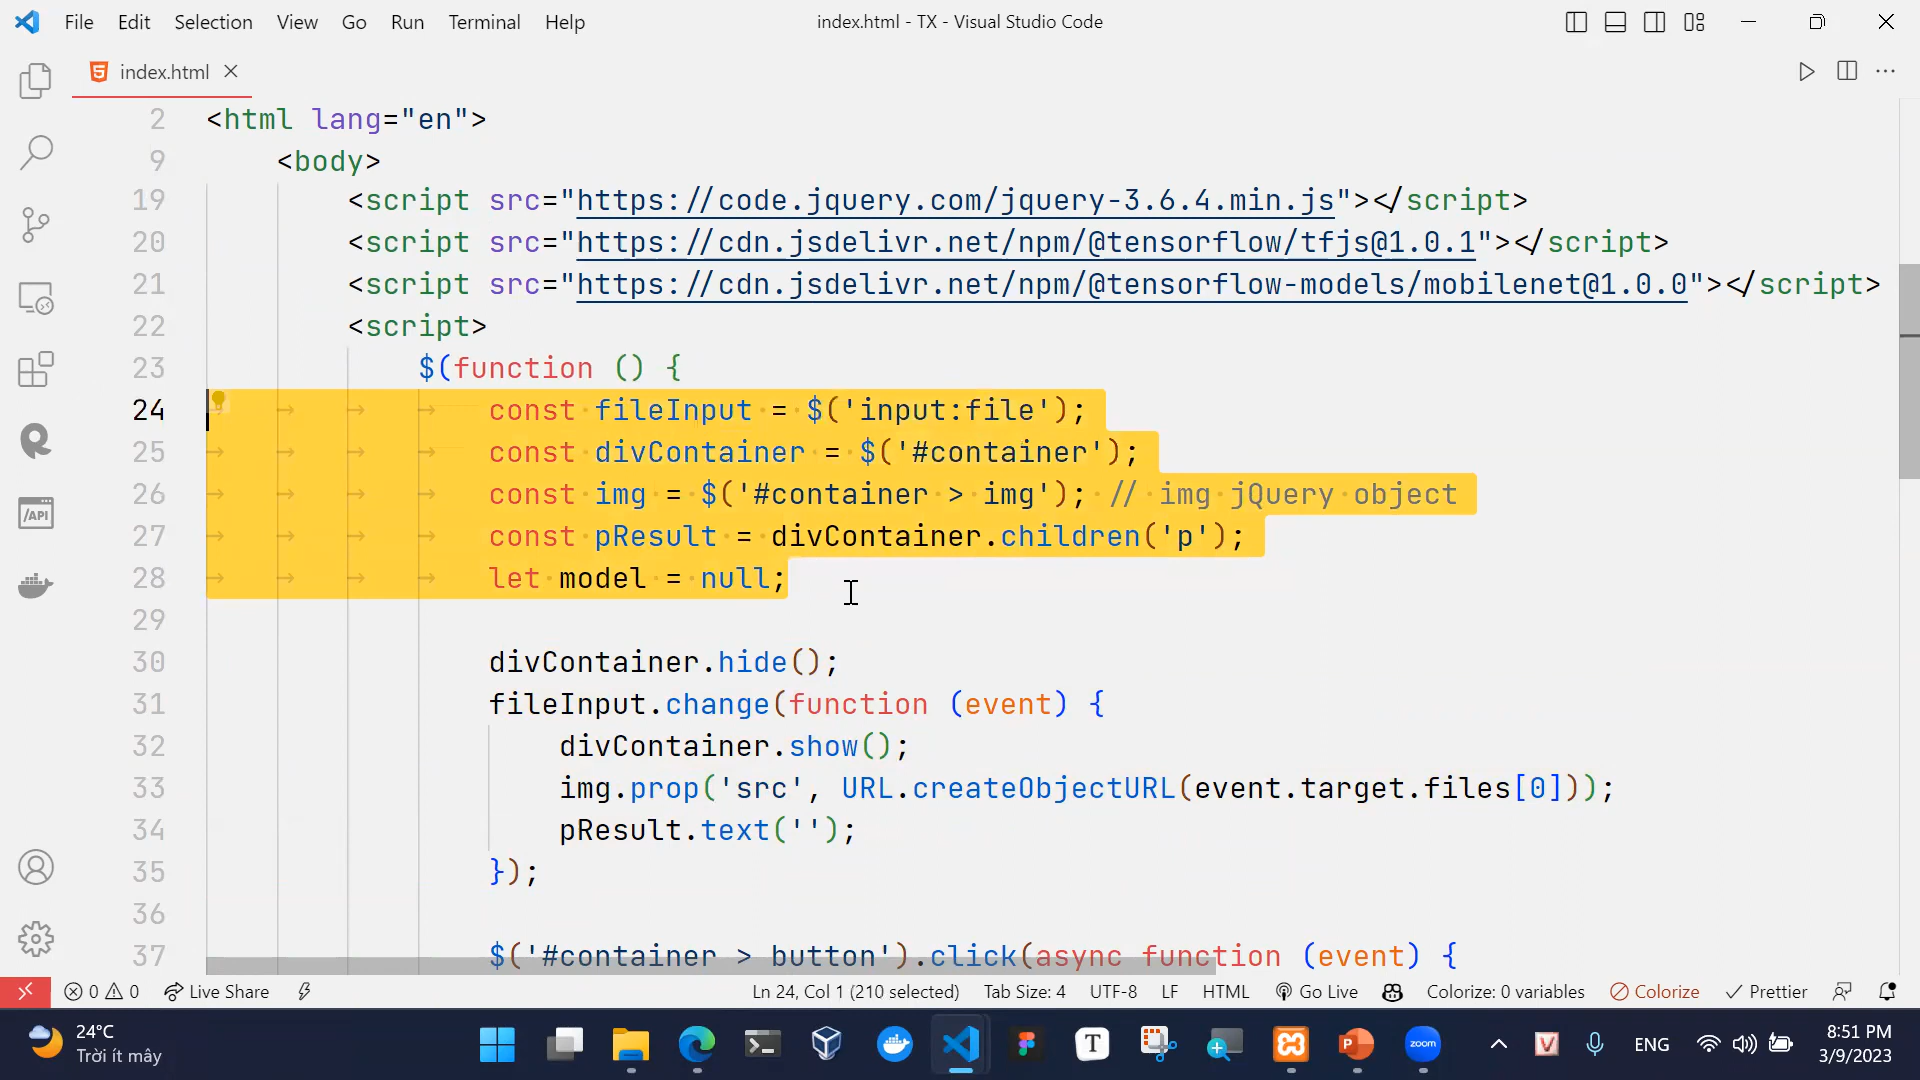 File Edit Selection View Go Run Terminal Help
index.html - TX - Visual Studio Code
index.html
2 <html lang="en">
9 <body>
19 <script src="https://code.jquery.com/jquery-3.6.4.min.js"></script>
20 <script src="https://cdn.jsdelivr.net/npm/@tensorflow/tfjs@1.0.1"></script>
21 <script src="https://cdn.jsdelivr.net/npm/@tensorflow-models/mobilenet@1.0.0"></script>
22 <script>
23 $(function () {
24 const fileInput = $('input:file');
25 const divContainer = $('#container');
26 const img = $('#container > img'); // img jQuery object
27 const pResult = divContainer.children('p');
28 let model = null;
29
30 divContainer.hide();
31 fileInput.change(function (event) {
32 divContainer.show();
33 img.prop('src', URL.createObjectURL(event.target.files[0]));
34 pResult.text('');
35 });
36
37 $('#container > button').click(async function (event) {
0 0 Live Share Ln 24, Col 1 (210 selected) Tab Size: 4 UTF-8 LF HTML Go Live Colorize: 0 variables Colorize Prettier
24°C
Trời ít mây
/API
T
zoom
V
ENG
8:51 PM
3/9/2023